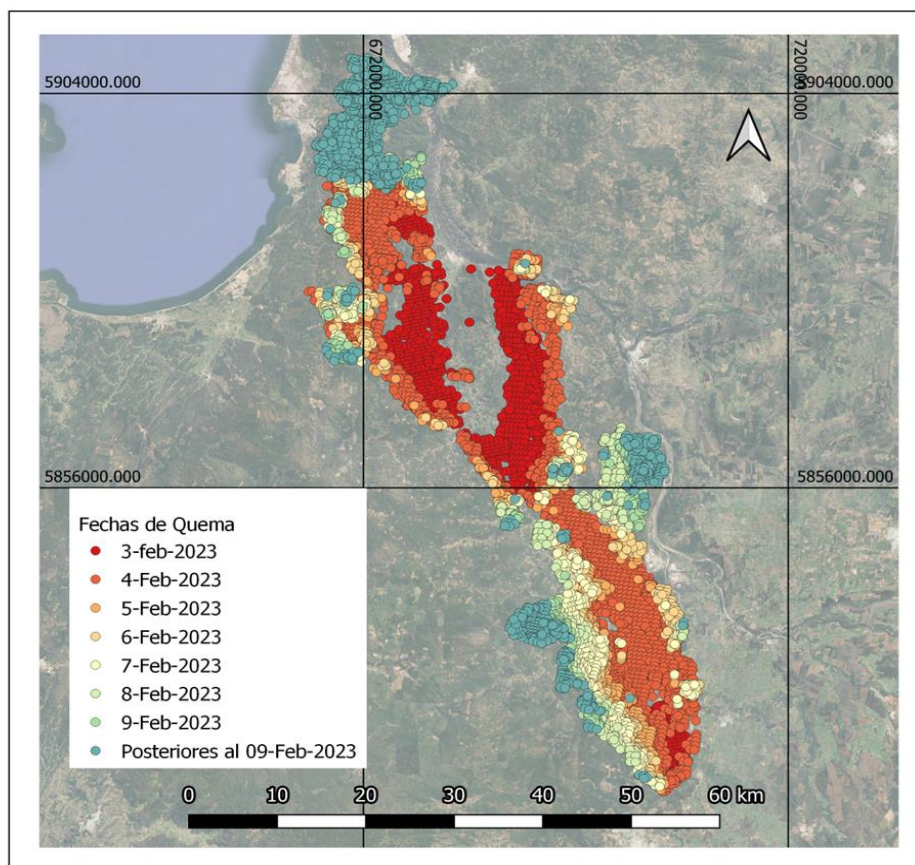 672000.000
720000.000
5904000.000
5904000.000
5856000.000
5856000.000
Fechas de Quema
3-feb-2023
4-Feb-2023
5-Feb-2023
6-Feb-2023
7-Feb-2023
8-Feb-2023
9-Feb-2023
Posteriores al 09-Feb-2023
0 10 20 30 40 50 60 km